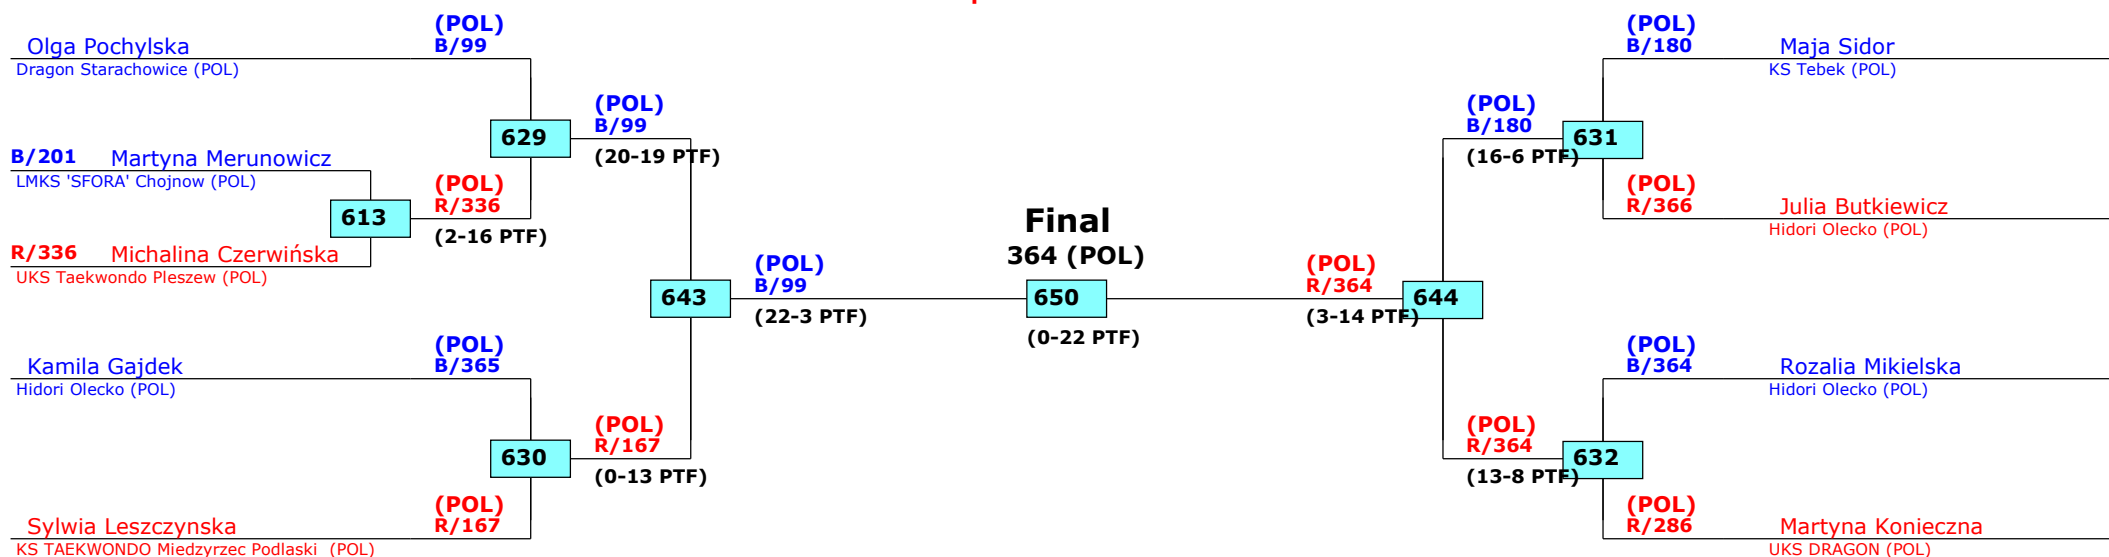 (POL)
B/99
Olga Pochylska
Dragon Starachowice (POL)
(POL)
B/99
629
(20-19 PTF)
B/201 Martyna Merunowicz
LMKS 'SFORA' Chojnow (POL)
(POL)
R/336
613
(2-16 PTF)
R/336 Michalina Czerwińska
UKS Taekwondo Pleszew (POL)
643
(POL)
B/99
(22-3 PTF)
(POL)
B/365
Kamila Gajdek
Hidori Olecko (POL)
(POL)
R/167
630
(0-13 PTF)
(POL)
R/167
Sylwia Leszczynska
KS TAEKWONDO Miedzyrzec Podlaski (POL)
Final
364 (POL)
650
(0-22 PTF)
(POL)
R/364
644
(3-14 PTF)
(POL)
B/180
Maja Sidor
KS Tebek (POL)
(POL)
B/180
631
(16-6 PTF)
(POL)
R/366
Julia Butkiewicz
Hidori Olecko (POL)
(POL)
B/364
Rozalia Mikielska
Hidori Olecko (POL)
(POL)
R/364
632
(13-8 PTF)
(POL)
R/286
Martyna Konieczna
UKS DRAGON (POL)